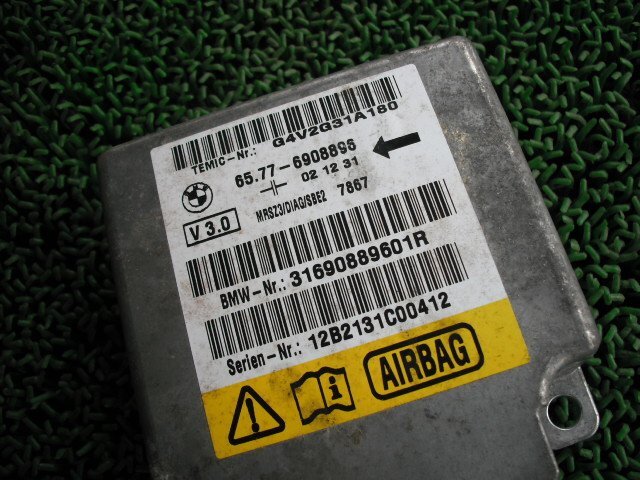 TEMIC-Nr.: G4V2G31A180
65.77-6908896
02 12 31
V 3.0 MRSZ3/DIAG/SBE2 7867
BMW-Nr.: 31690889601R
Serien-Nr.: 12B2131C00412
AIRBAG